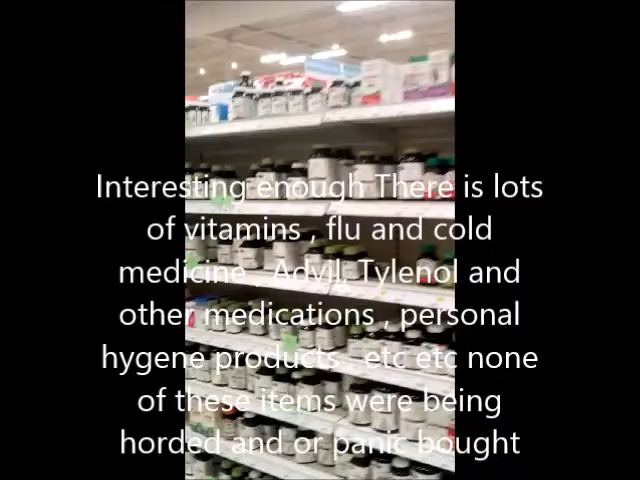 Interesting enough There is lots
of vitamins , flu and cold
medicine , Advil, Tylenol and
other medications , personal
hygene products , etc etc none
of these items were being
horded and or panic bought